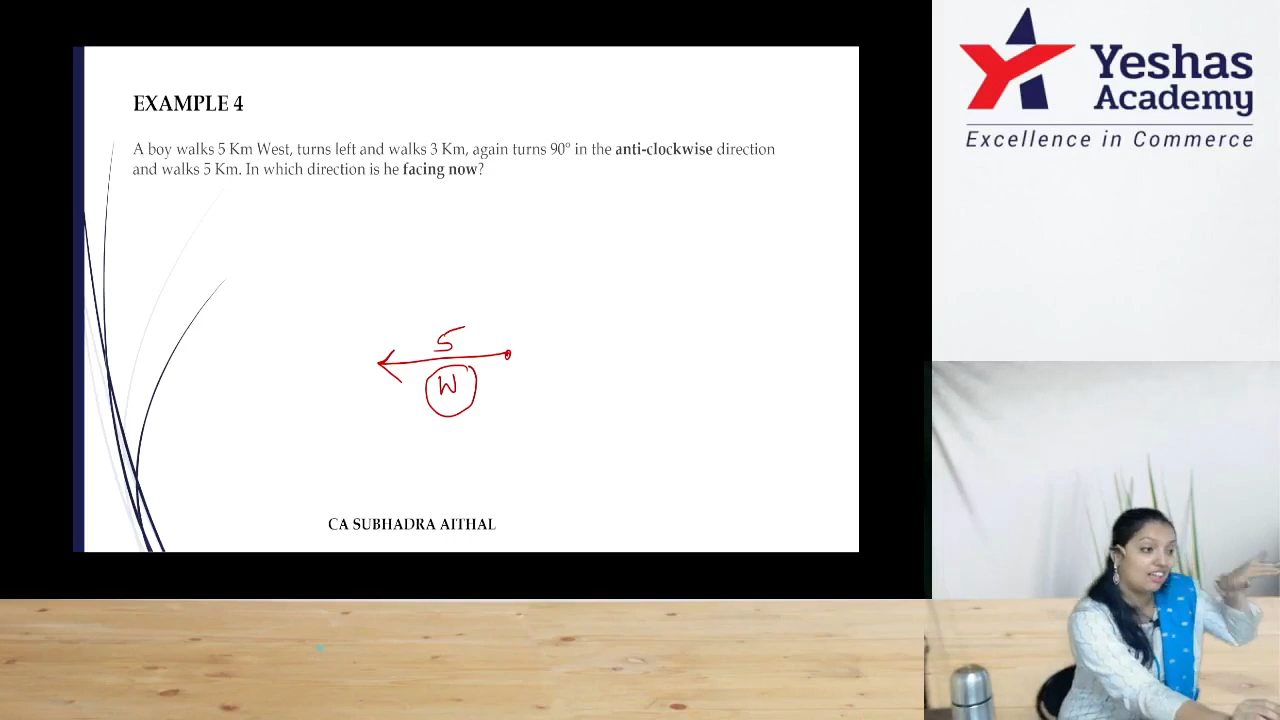 EXAMPLE 4
A boy walks 5 Km West, turns left and walks 3 Km, again turns 90° in the anti-clockwise direction
and walks 5 Km. In which direction is he facing now?
5
W
CA SUBHADRA AITHAL
Yeshas
Academy
Excellence in Commerce